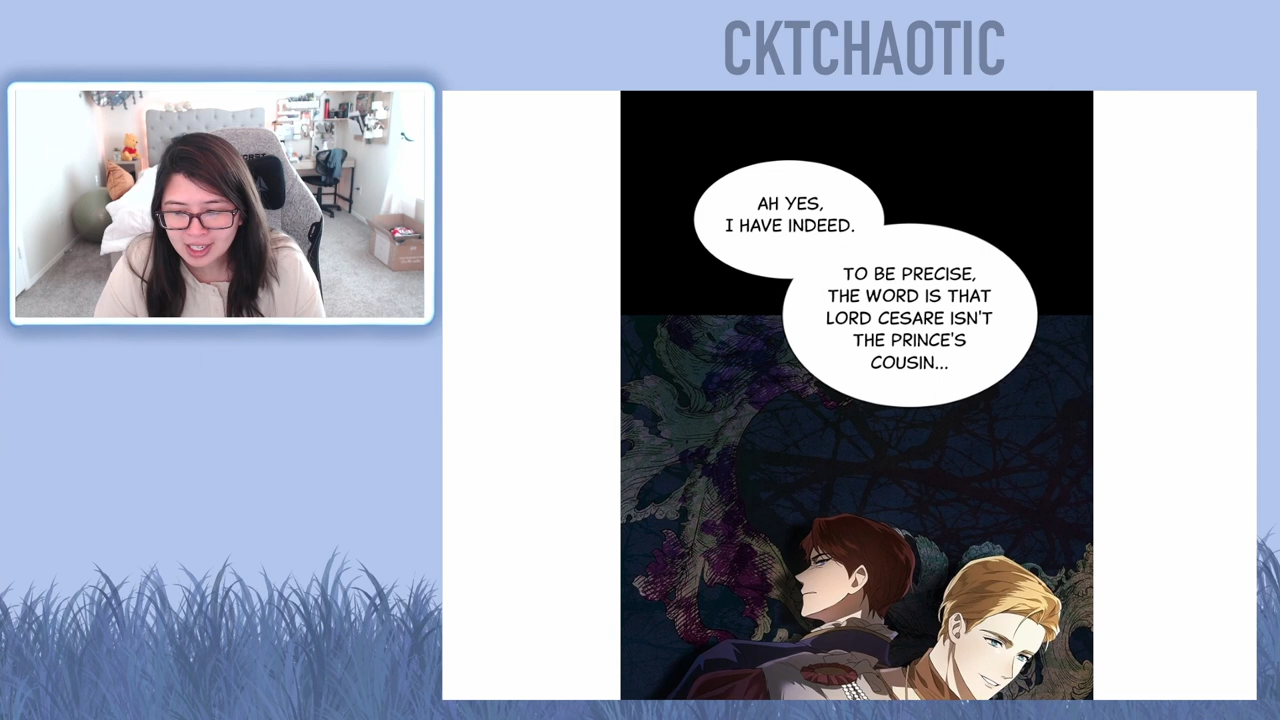 CKTCHAOTIC
AH YES,
I HAVE INDEED.
TO BE PRECISE,
THE WORD IS THAT
LORD CESARE ISN'T
THE PRINCE'S
COUSIN...